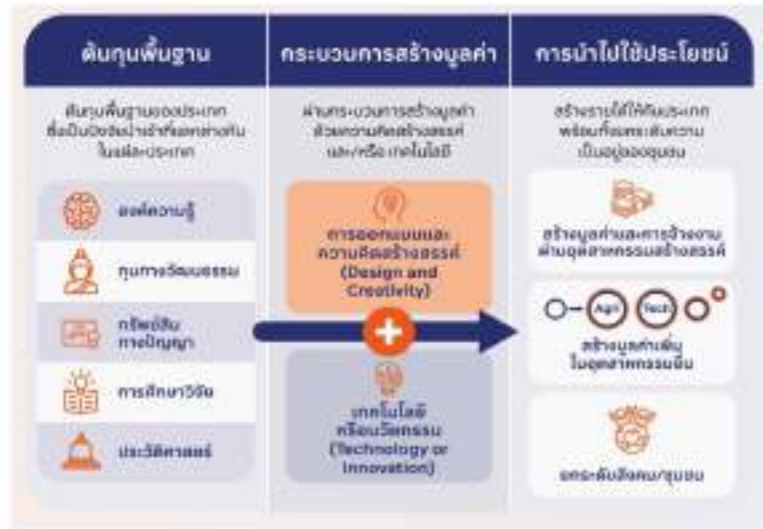 ต้นทุนพื้นฐาน
ต้นทุนพื้นฐานของประเทศ
ซึ่งเป็นปัจจัยนำเข้าที่แตกต่างกัน
ในแต่ละประเทศ
องค์ความรู้
ทุนทางวัฒนธรรม
ทรัพย์สิน
ทางปัญญา
การศึกษาวิจัย
ประวัติศาสตร์
กระบวนการสร้างมูลค่า
ผ่านกระบวนการสร้างมูลค่า
ด้วยความคิดสร้างสรรค์
และ/หรือ เทคโนโลยี
การออกแบบและ
ความคิดสร้างสรรค์
(Design and
Creativity)
เทคโนโลยี
หรือนวัตกรรม
(Technology or
Innovation)
การนำไปใช้ประโยชน์
สร้างรายได้ให้กับประเทศ
พร้อมทั้งยกระดับความ
เป็นอยู่ของชุมชน
สร้างมูลค่าและการจ้างงาน
ผ่านอุตสาหกรรมสร้างสรรค์
Agri Tech
สร้างมูลค่าเพิ่ม
ในอุตสาหกรรมอื่น
ยกระดับสังคม/ชุมชน